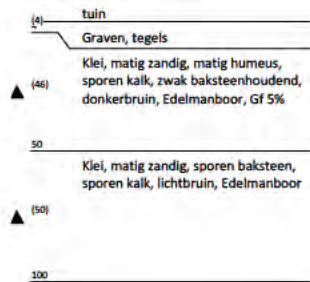 tuin
(4)
Graven, tegels
Klei, matig zandig, matig humeus,
sporen kalk, zwak baksteenhoudend,
donkerbruin, Edelmanboor, Gf 5%
(46)
50
Klei, matig zandig, sporen baksteen,
sporen kalk, lichtbruin, Edelmanboor
(50)
100